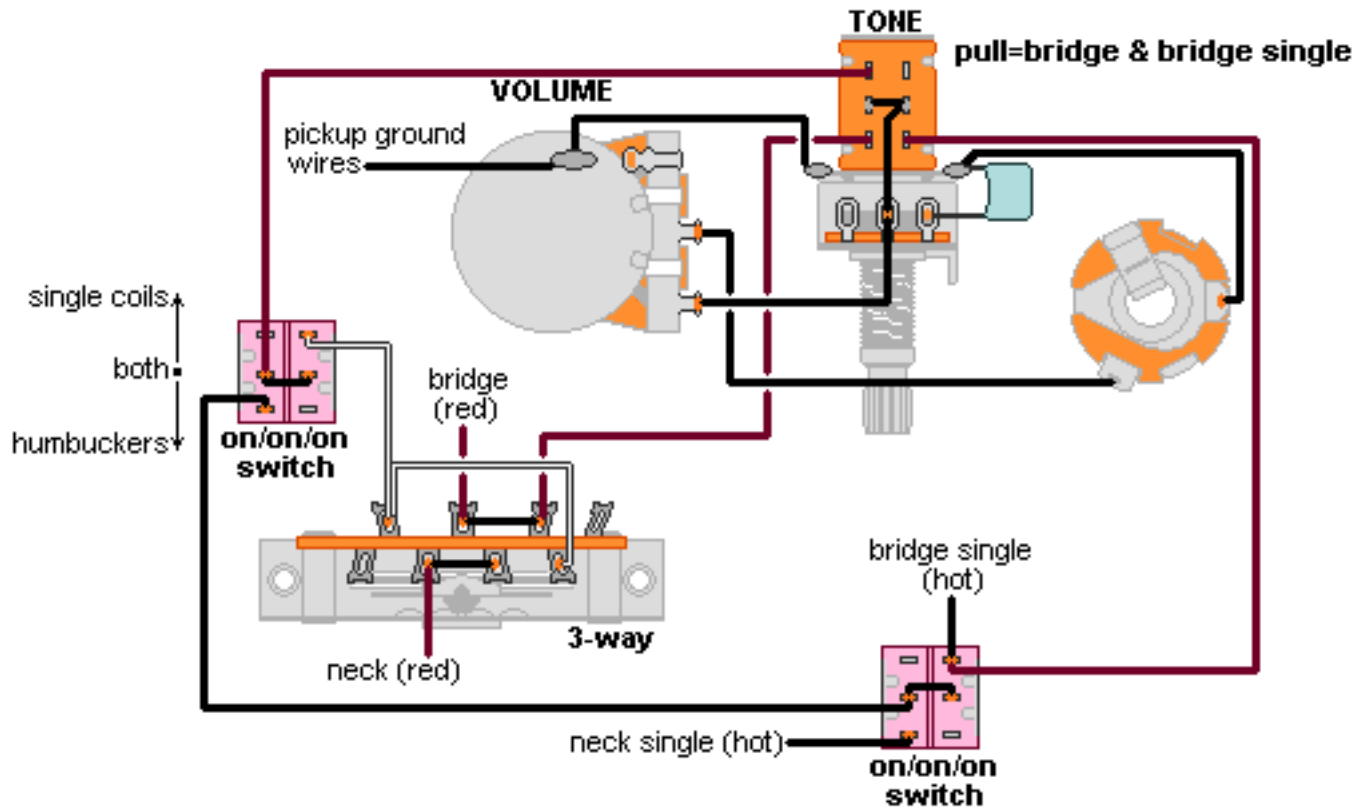 TONE
pull=bridge & bridge single
VOLUME
pickup ground
wires
single coils
both
humbuckers
on/on/on
switch
bridge
(red)
bridge single
(hot)
3-way
neck (red)
neck single (hot)
on/on/on
switch